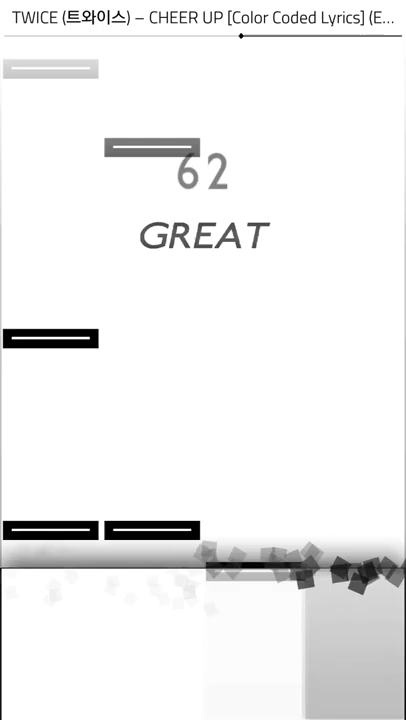 TWICE (트와이스) – CHEER UP [Color Coded Lyrics] (E...
62
GREAT